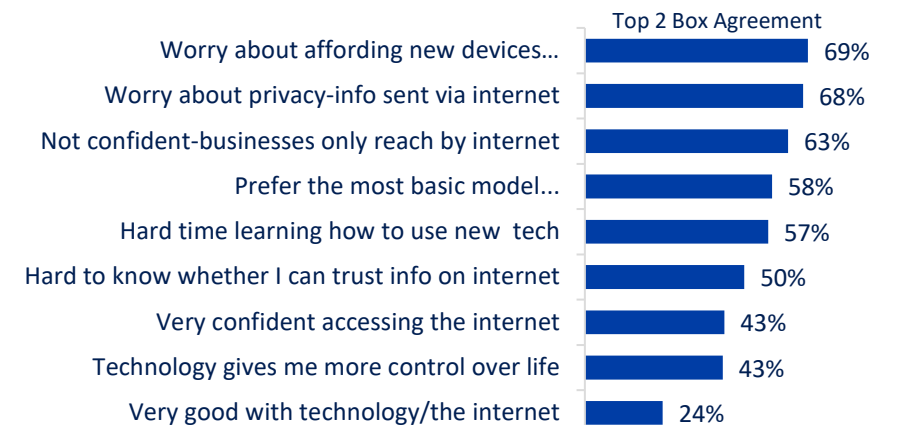 Top 2 Box Agreement
Worry about affording new devices... 69%
Worry about privacy-info sent via internet 68%
Not confident-businesses only reach by internet 63%
Prefer the most basic model... 58%
Hard time learning how to use new  tech 57%
Hard to know whether I can trust info on internet 50%
Very confident accessing the internet 43%
Technology gives me more control over life 43%
Very good with technology/the internet 24%